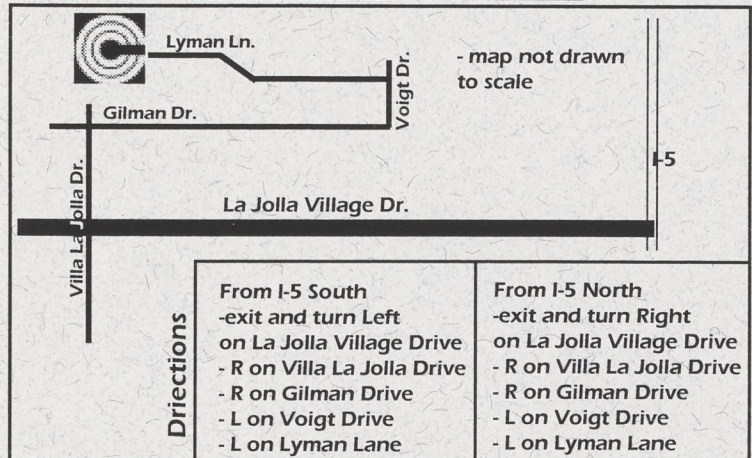 Lyman Ln.
- map not drawn
to scale
Voigt Dr.
Gilman Dr.
I-5
Villa La Jolla Dr.
La Jolla Village Dr.
Driections
From I-5 South
-exit and turn Left
on La Jolla Village Drive
- R on Villa La Jolla Drive
- R on Gilman Drive
- L on Voigt Drive
- L on Lyman Lane
From I-5 North
-exit and turn Right
on La Jolla Village Drive
- R on Villa La Jolla Drive
- R on Gilman Drive
- L on Voigt Drive
- L on Lyman Lane